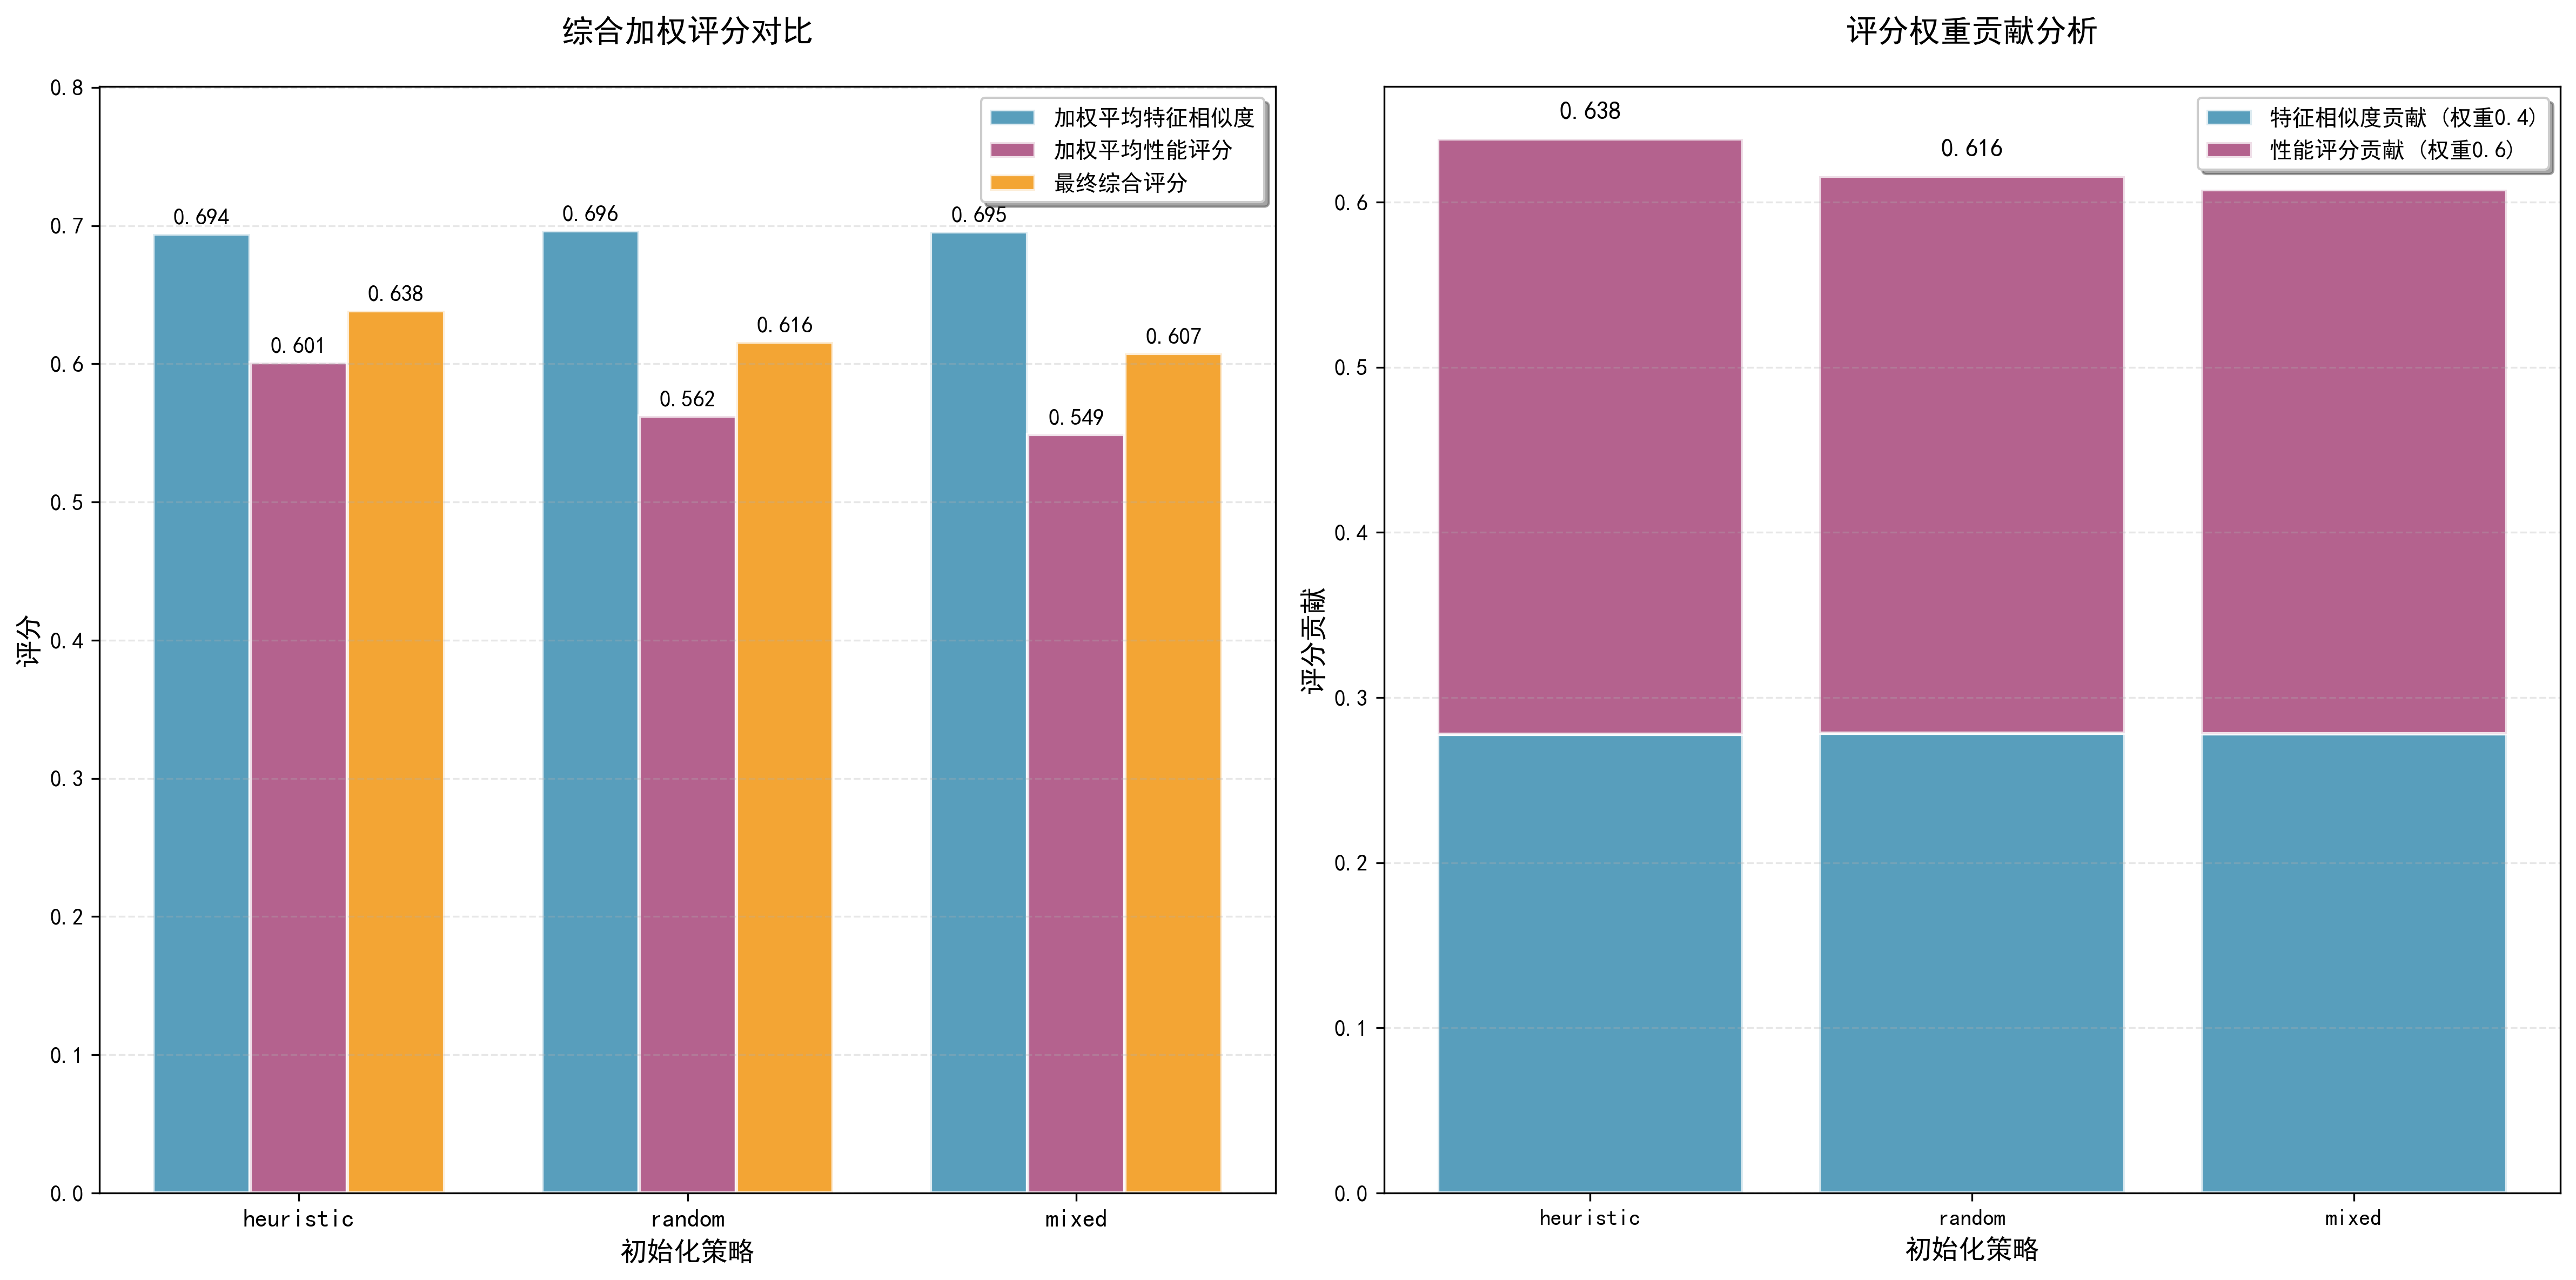 综合加权评分对比
加权平均特征相似度
加权平均性能评分
最终综合评分
0.8
0.7
0.6
0.5
0.4
0.3
0.2
0.1
0.0
评分
0.694
0.601
0.638
0.696
0.562
0.616
0.695
0.549
0.607
heuristic
random
mixed
初始化策略
评分权重贡献分析
特征相似度贡献 (权重0.4)
性能评分贡献 (权重0.6)
0.6
0.5
0.4
0.3
0.2
0.1
0.0
评分贡献
0.638
0.616
heuristic
random
mixed
初始化策略